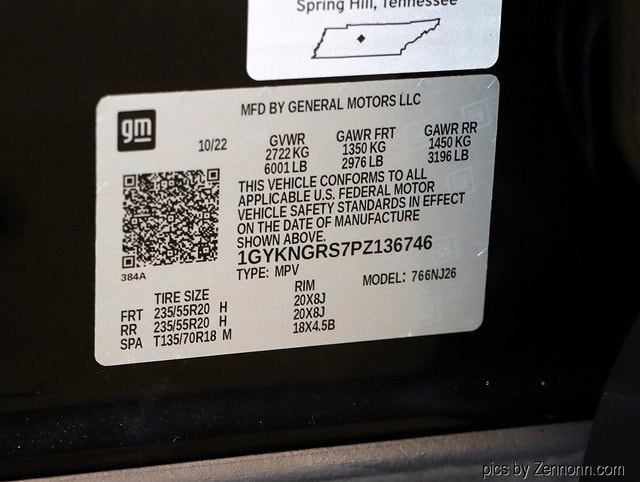 Spring Hill, Tennessee
gm
MFD BY GENERAL MOTORS LLC
10/22
GVWR GAWR FRT GAWR RR
2722 KG 1350 KG 1450 KG
6001 LB 2976 LB 3196 LB
THIS VEHICLE CONFORMS TO ALL
APPLICABLE U.S. FEDERAL MOTOR
VEHICLE SAFETY STANDARDS IN EFFECT
ON THE DATE OF MANUFACTURE
SHOWN ABOVE.
1GYKNGRS7PZ136746
384A
TYPE: MPV MODEL: 766NJ26
TIRE SIZE RIM
FRT 235/55R20 H 20X8J
RR 235/55R20 H 20X8J
SPA T135/70R18 M 18X4.5B
pics by Zennonn.com